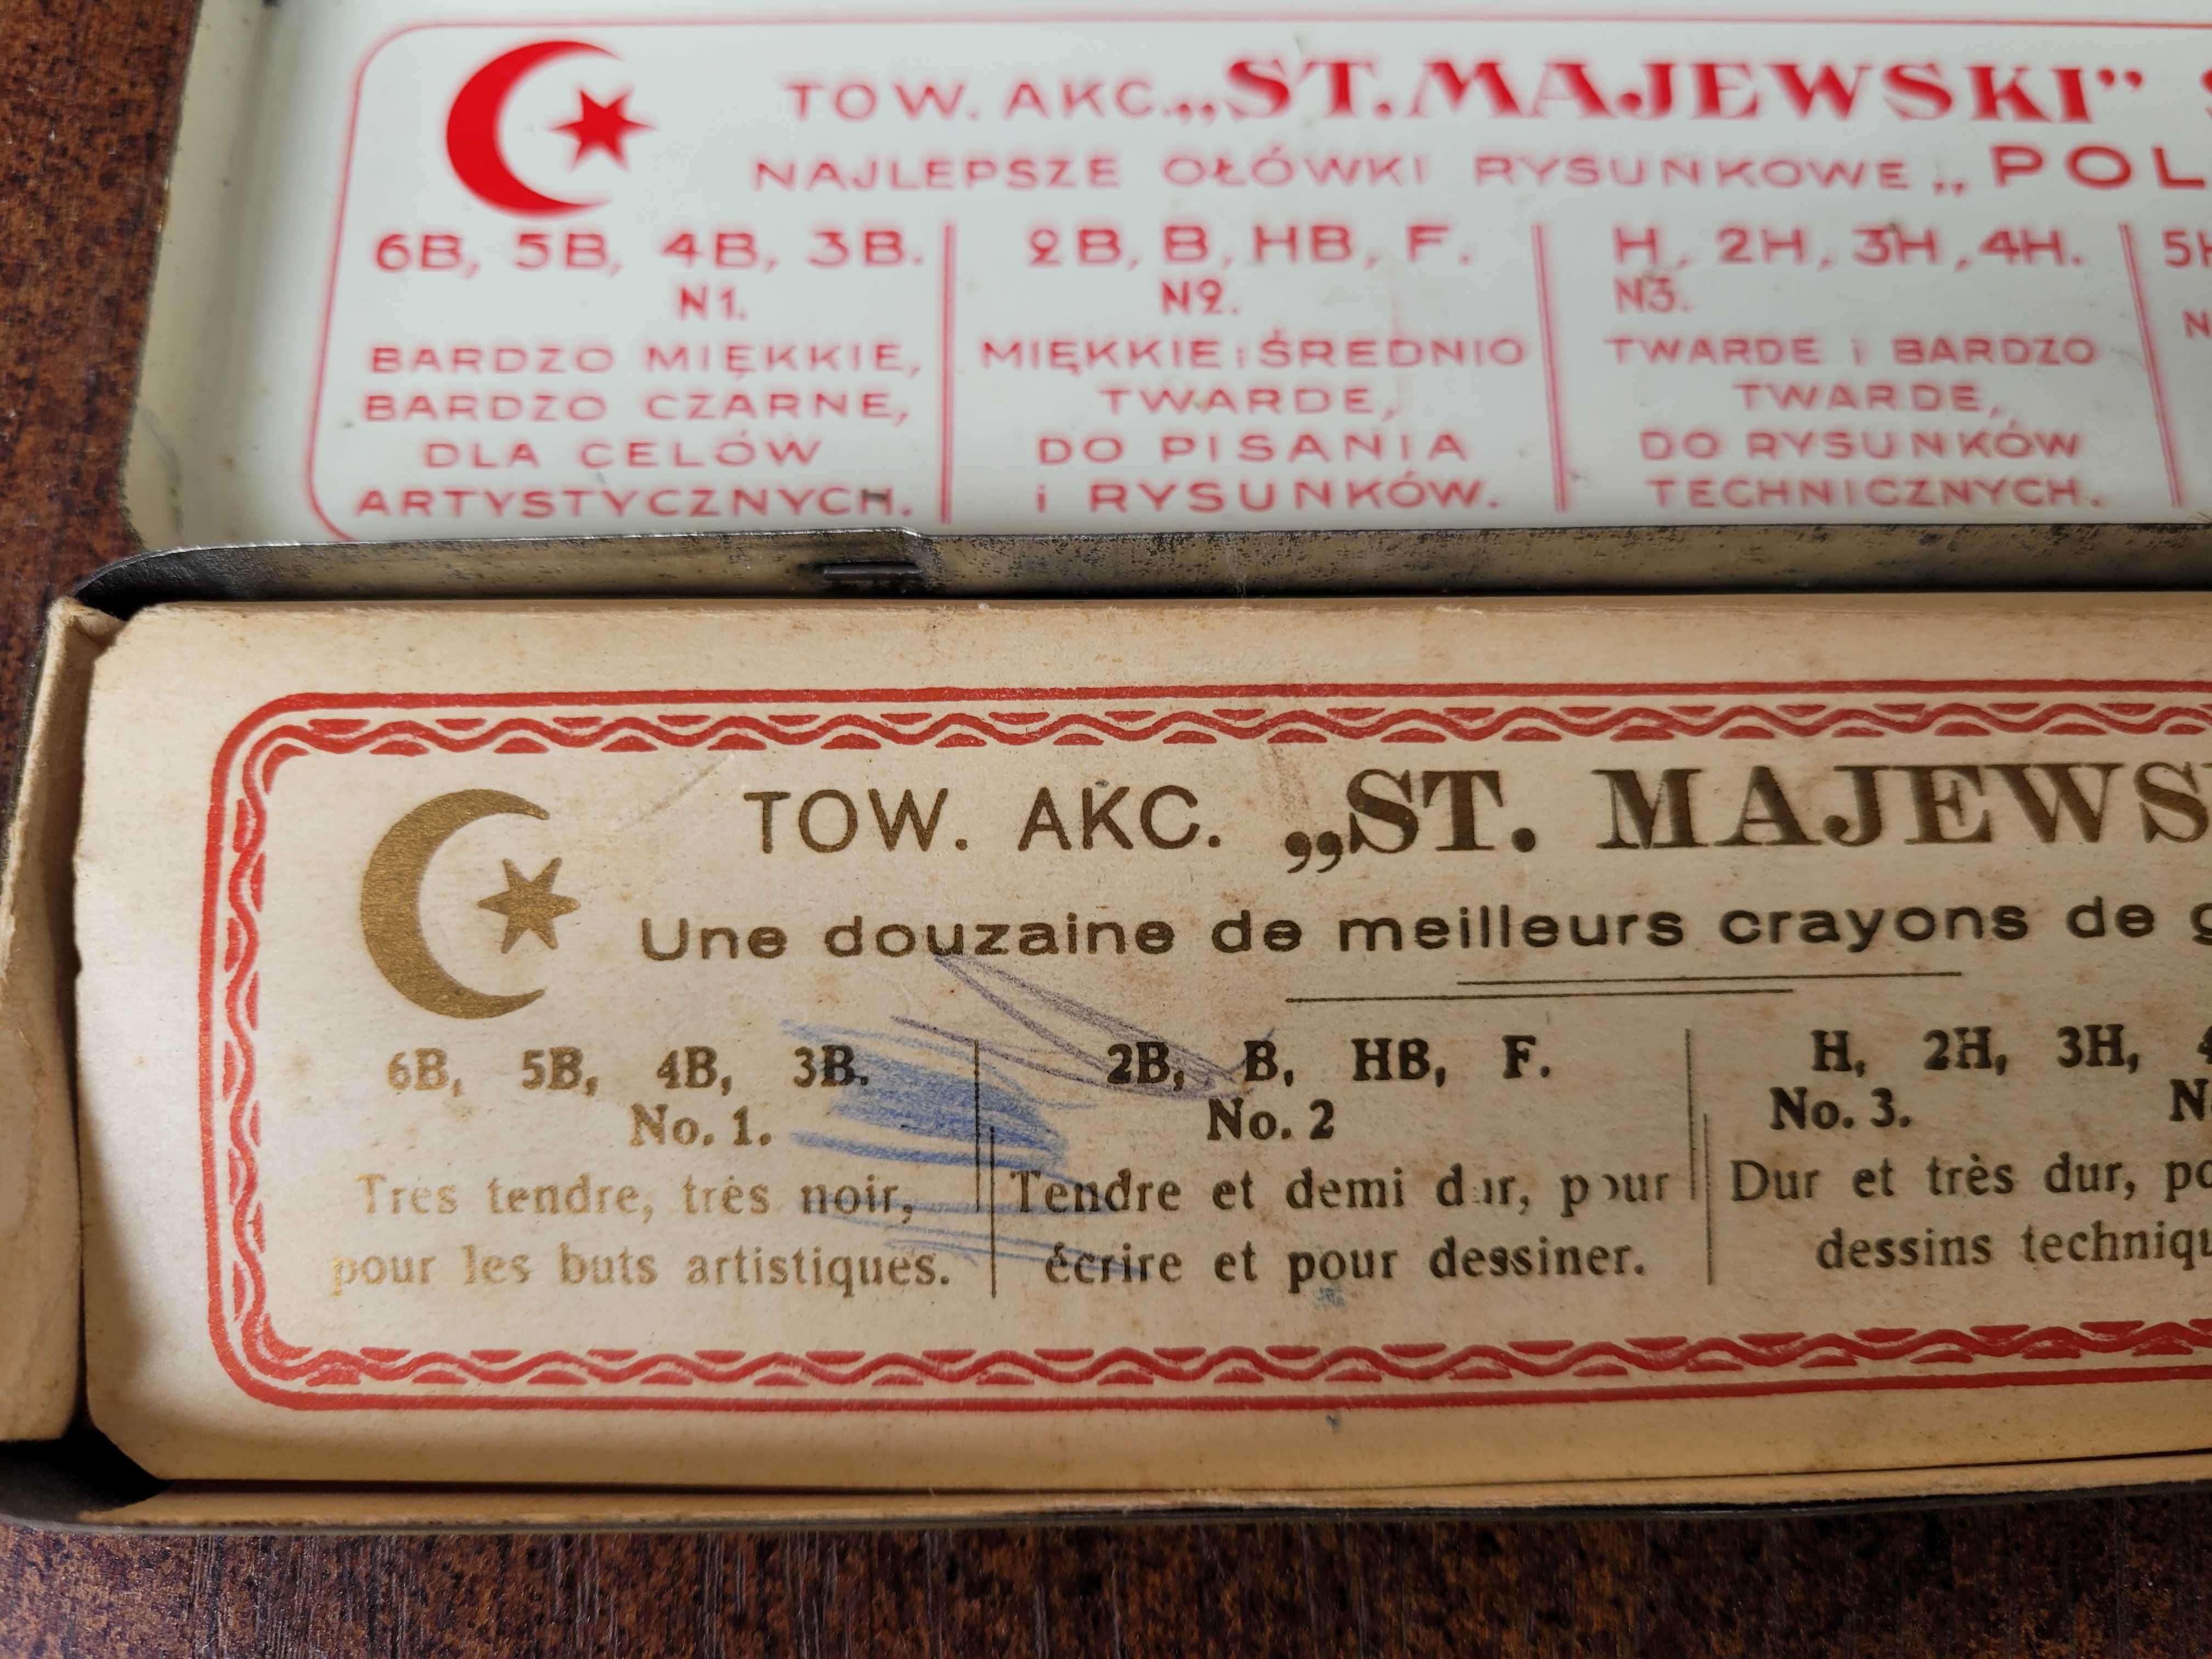 TOW. AKC. „ST. MAJEWSKI”
NAJLEPSZE OŁÓWKI RYSUNKOWE „POL
6B, 5B, 4B, 3B.
N1.
BARDZO MIĘKKIE,
BARDZO CZARNE,
DLA CELÓW
ARTYSTYCZNYCH.
2B, B, HB, F.
N2.
MIĘKKIE i ŚREDNIO
TWARDE,
DO PISANIA
i RYSUNKÓW.
H, 2H, 3H, 4H.
N3.
TWARDE i BARDZO
TWARDE,
DO RYSUNKÓW
TECHNICZNYCH.
5H
N
TOW. AKC. „ST. MAJEWS
Une douzaine de meilleurs crayons de g
6B, 5B, 4B, 3B.
No. 1.
Tres tendre, très noir,
pour les buts artistiques.
2B, B, HB, F.
No. 2
Tendre et demi dur, pour
écrire et pour dessiner.
H, 2H, 3H, 4
No. 3. N
Dur et très dur, po
dessins techniqu